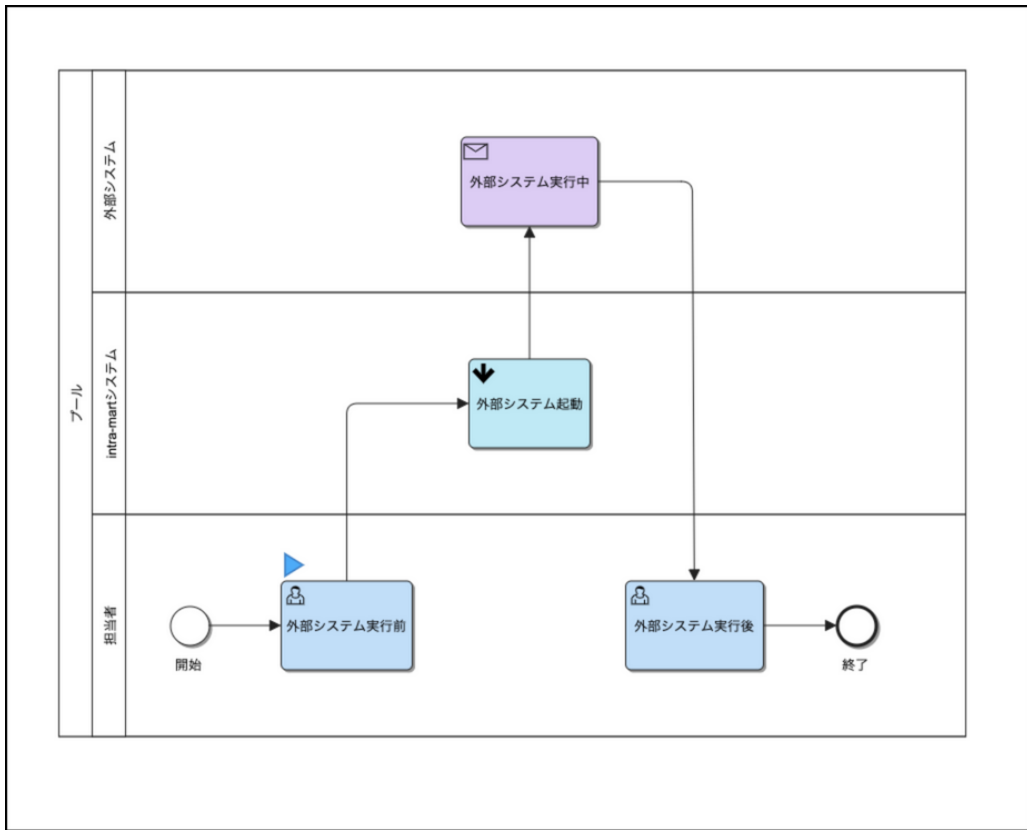 プール
外部システム
外部システム実行中
intra-martシステム
外部システム起動
担当者
開始
外部システム実行前
外部システム実行後
終了